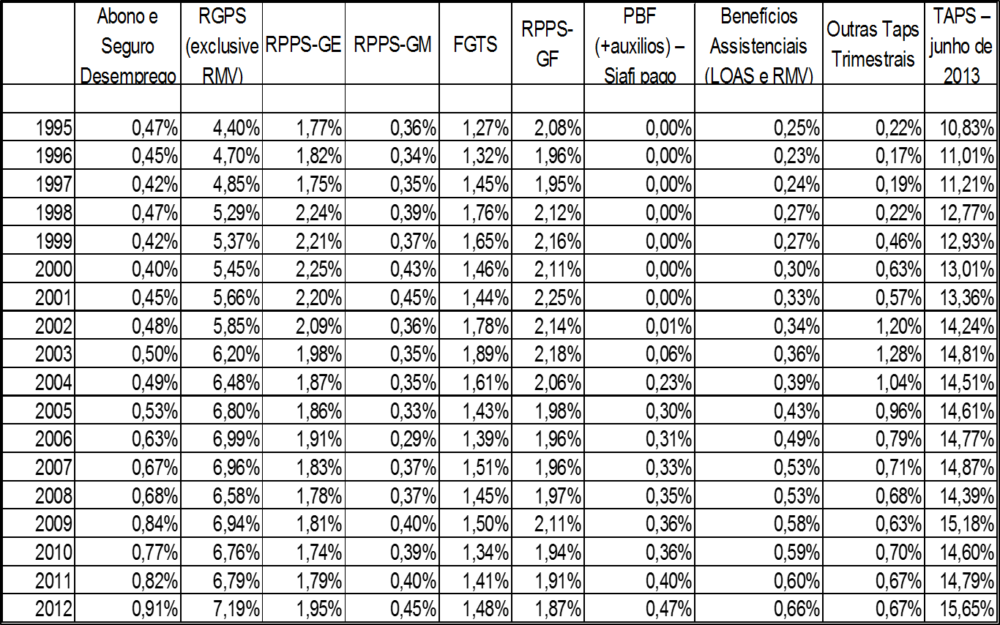 Abono e Seguro Desemprego | RGPS (exclusive RMV) | RPPS-GE | RPPS-GM | FGTS | RPPS-GF | PBF (+auxilios) – Siafi pago | Benefícios Assistenciais (LOAS e RMV) | Outras Taps Trimestrais | TAPS – junho de 2013
1995 0,47% 4,40% 1,77% 0,36% 1,27% 2,08% 0,00% 0,25% 0,22% 10,83%
1996 0,45% 4,70% 1,82% 0,34% 1,32% 1,96% 0,00% 0,23% 0,17% 11,01%
1997 0,42% 4,85% 1,75% 0,35% 1,45% 1,95% 0,00% 0,24% 0,19% 11,21%
1998 0,47% 5,29% 2,24% 0,39% 1,76% 2,12% 0,00% 0,27% 0,22% 12,77%
1999 0,42% 5,37% 2,21% 0,37% 1,65% 2,16% 0,00% 0,27% 0,46% 12,93%
2000 0,40% 5,45% 2,25% 0,43% 1,46% 2,11% 0,00% 0,30% 0,63% 13,01%
2001 0,45% 5,66% 2,20% 0,45% 1,44% 2,25% 0,00% 0,33% 0,57% 13,36%
2002 0,48% 5,85% 2,09% 0,36% 1,78% 2,14% 0,01% 0,34% 1,20% 14,24%
2003 0,50% 6,20% 1,98% 0,35% 1,89% 2,18% 0,06% 0,36% 1,28% 14,81%
2004 0,49% 6,48% 1,87% 0,35% 1,61% 2,06% 0,23% 0,39% 1,04% 14,51%
2005 0,53% 6,80% 1,86% 0,33% 1,43% 1,98% 0,30% 0,43% 0,96% 14,61%
2006 0,63% 6,99% 1,91% 0,29% 1,39% 1,96% 0,31% 0,49% 0,79% 14,77%
2007 0,67% 6,96% 1,83% 0,37% 1,51% 1,96% 0,33% 0,53% 0,71% 14,87%
2008 0,68% 6,58% 1,78% 0,37% 1,45% 1,97% 0,35% 0,53% 0,68% 14,39%
2009 0,84% 6,94% 1,81% 0,40% 1,50% 2,11% 0,36% 0,58% 0,63% 15,18%
2010 0,77% 6,76% 1,74% 0,39% 1,34% 1,94% 0,36% 0,59% 0,70% 14,60%
2011 0,82% 6,79% 1,79% 0,40% 1,41% 1,91% 0,40% 0,60% 0,67% 14,79%
2012 0,91% 7,19% 1,95% 0,45% 1,48% 1,87% 0,47% 0,66% 0,67% 15,65%